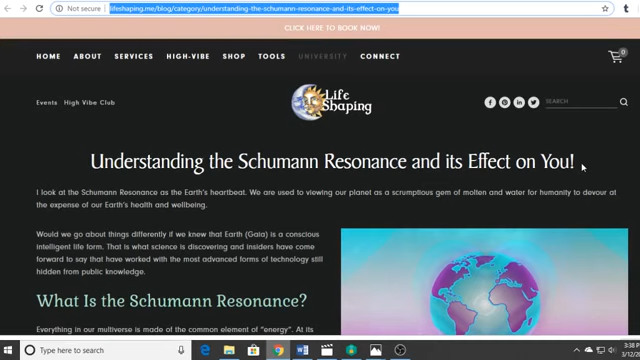 Not secure
lifeshaping.me/blog/category/understanding-the-schumann-resonance-and-its-effect-on-you
CLICK HERE TO BOOK NOW!
HOME ABOUT SERVICES HIGH-VIBE SHOP TOOLS UNIVERSITY CONNECT
0
Events High Vibe Club
Life
Shaping
SEARCH
Understanding the Schumann Resonance and its Effect on You!
I look at the Schumann Resonance as the Earth's heartbeat. We are used to viewing our planet as a scrumptious gem of molten and water for humanity to devour at
the expense of our Earth's health and wellbeing.
Would we go about things differently if we knew that Earth (Gaia) is a conscious
intelligent life form. That is what science is discovering and insiders have come
forward to say that have worked with the most advanced forms of technology still
hidden from public knowledge.
What Is the Schumann Resonance?
Everything in our multiverse is made of the common element of "energy". At its
Type here to search
3:38 P
3/12/20